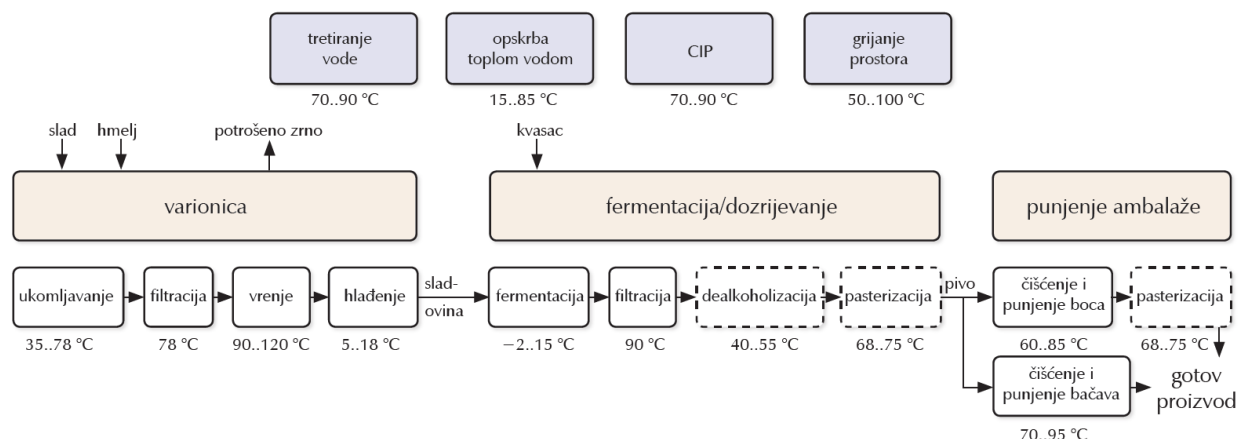 tretiranje
vode
opskrba
toplom vodom
CIP
grijanje
prostora
70..90 °C
15..85 °C
70..90 °C
50..100 °C
slad
hmelj
potrošeno zrno
kvasac
varionica
fermentacija/dozrijevanje
punjenje ambalaže
ukomljavanje
filtracija
vrenje
hlađenje
slad-
ovina
fermentacija
filtracija
dealkoholizacija
pasterizacija
pivo
čišćenje i
punjenje boca
pasterizacija
35..78 °C
78 °C
90..120 °C
5..18 °C
−2..15 °C
90 °C
40..55 °C
68..75 °C
60..85 °C
68..75 °C
čišćenje i
punjenje bačava
gotov
proizvod
70..95 °C